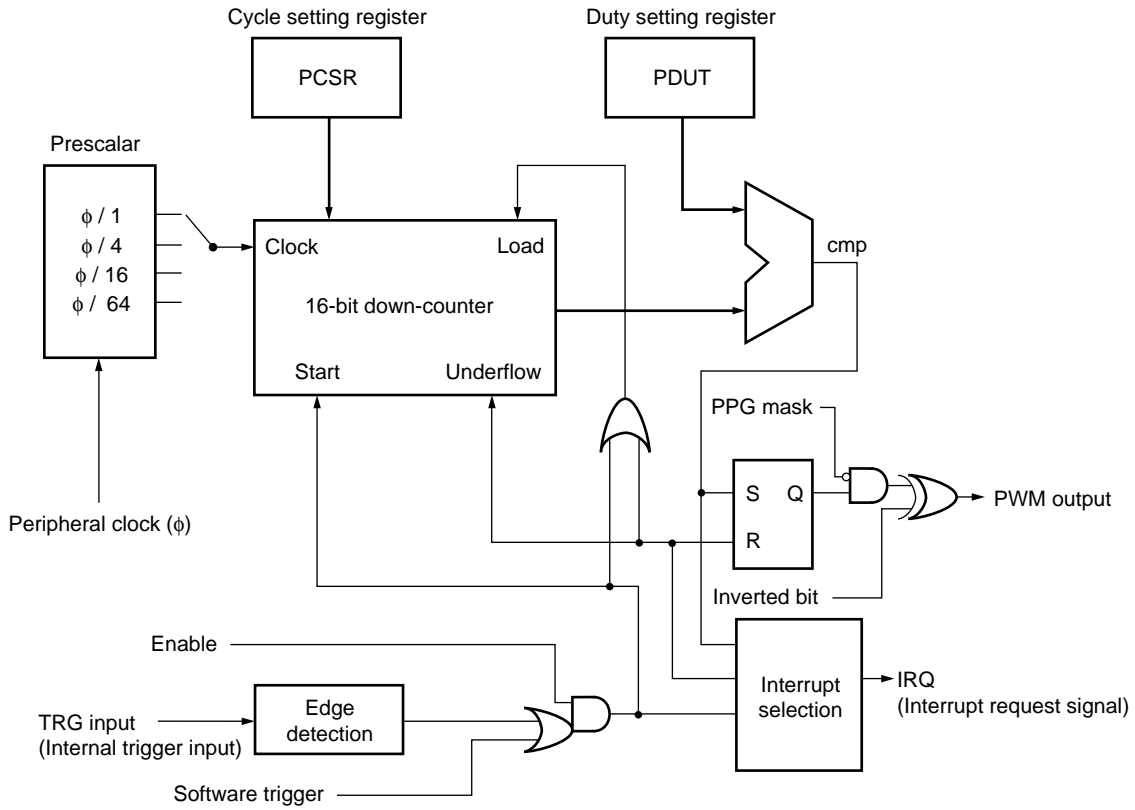 Cycle setting register
Duty setting register
PCSR
PDUT
Prescalar
ϕ / 1
ϕ / 4
ϕ / 16
ϕ / 64
Clock
Load
16-bit down-counter
Start
Underflow
cmp
PPG mask
S
Q
R
PWM output
Peripheral clock (ϕ)
Inverted bit
Enable
Edge
detection
TRG input
(Internal trigger input)
Software trigger
Interrupt
selection
IRQ
(Interrupt request signal)